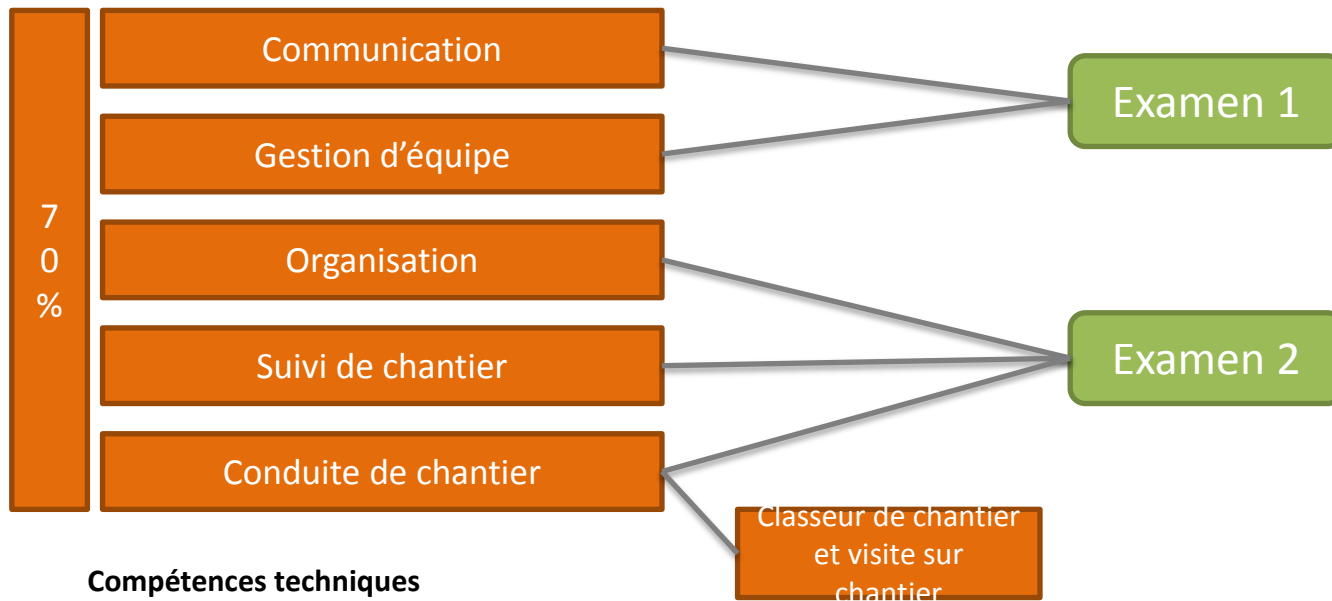 7
0
%
Communication
Gestion d'équipe
Organisation
Suivi de chantier
Conduite de chantier
Examen 1
Examen 2
Classeur de chantier
et visite sur
chantier
Compétences techniques